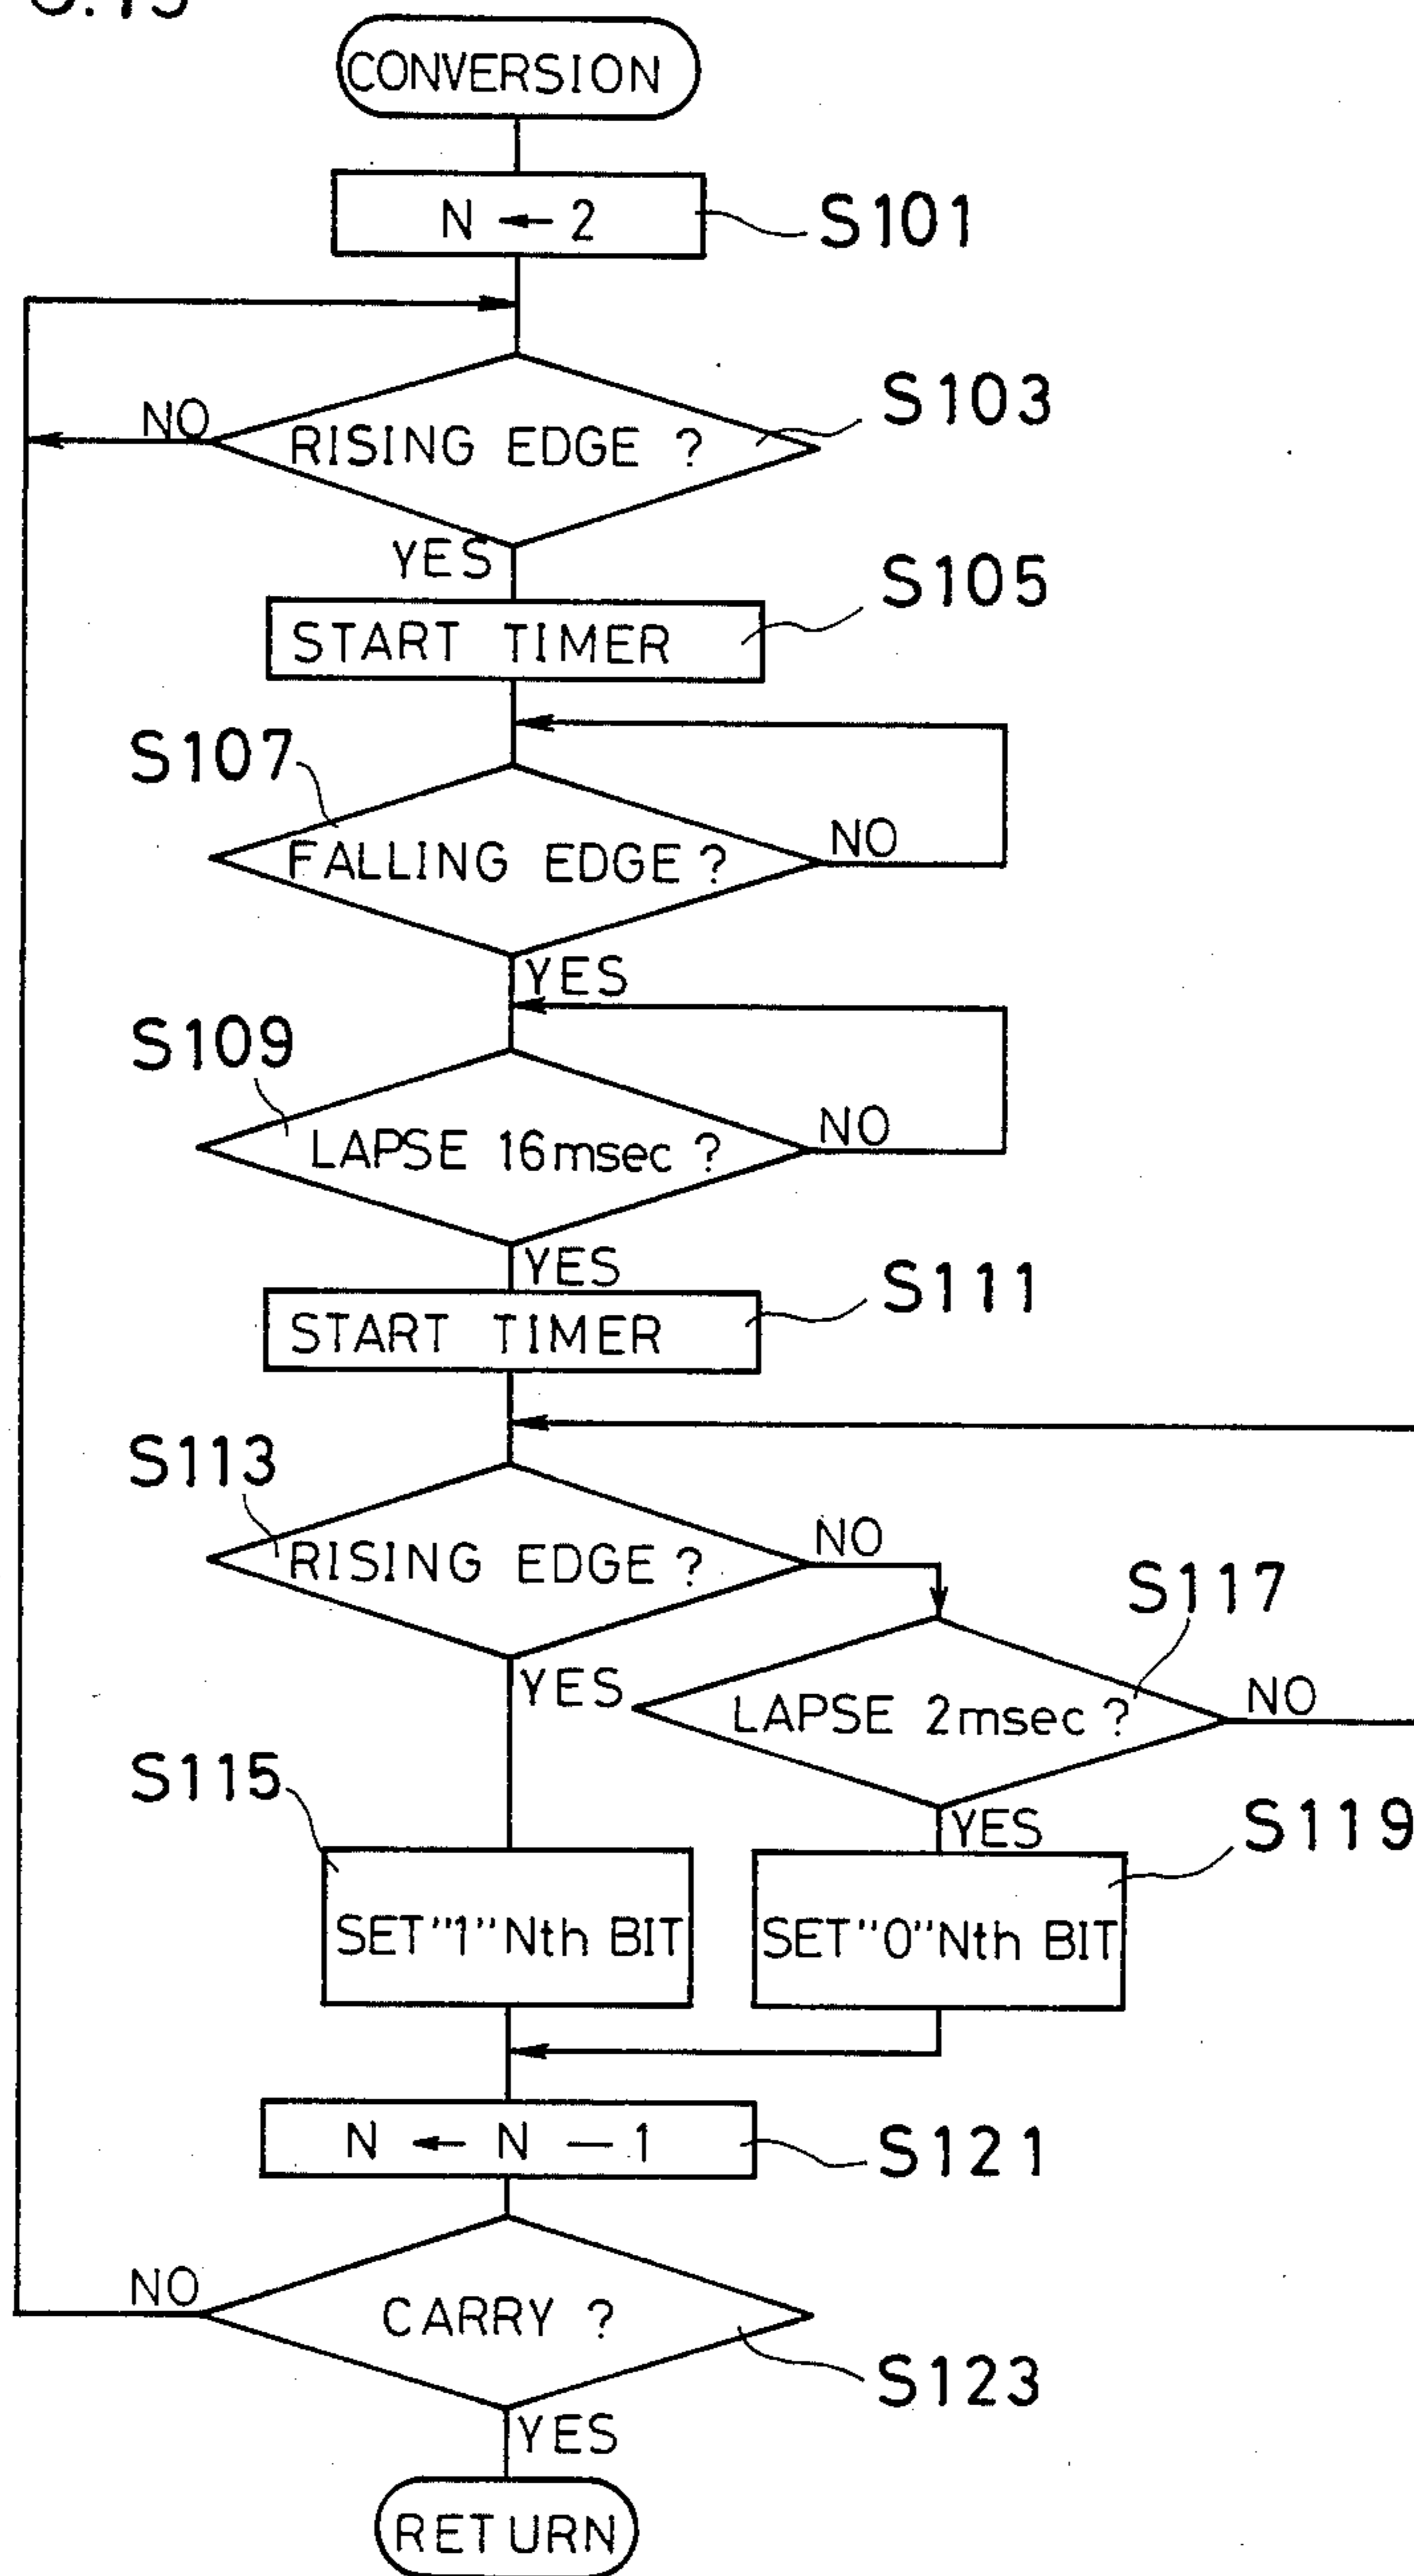 CONVERSION
N ← 2
S101
S103
NO
RISING EDGE ?
YES
S105
START TIMER
S107
NO
FALLING EDGE ?
YES
S109
NO
LAPSE 16msec ?
YES
S111
START TIMER
S113
NO
RISING EDGE ?
S117
YES
NO
LAPSE 2msec ?
S115
YES
S119
SET"1"Nth BIT
SET"0"Nth BIT
N ← N — 1
S121
NO
CARRY ?
S123
YES
RETURN